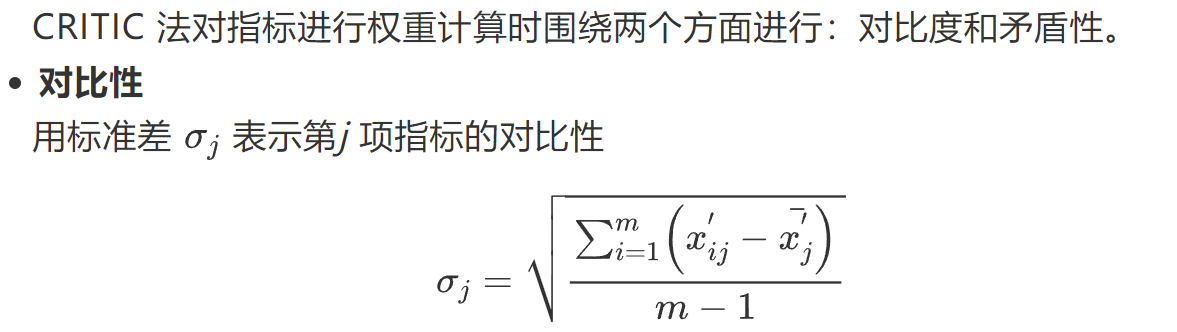 CRITIC 法对指标进行权重计算时围绕两个方面进行：对比度和矛盾性。
• 对比性
用标准差 σ_j 表示第j 项指标的对比性
σ_j = √( ∑_{i=1}^{m} (x'_{ij} − x̄'_j) / (m − 1) )